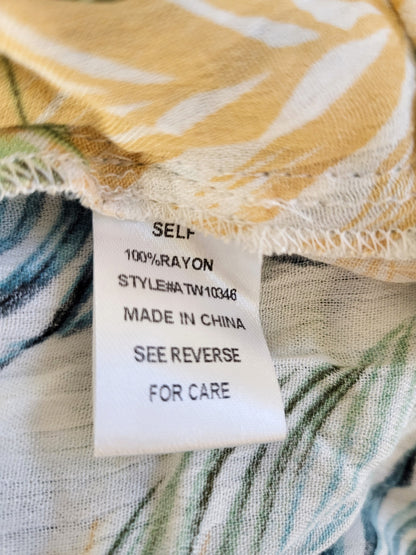 SELF
100%RAYON
STYLE#ATW10346
MADE IN CHINA
SEE REVERSE
FOR CARE